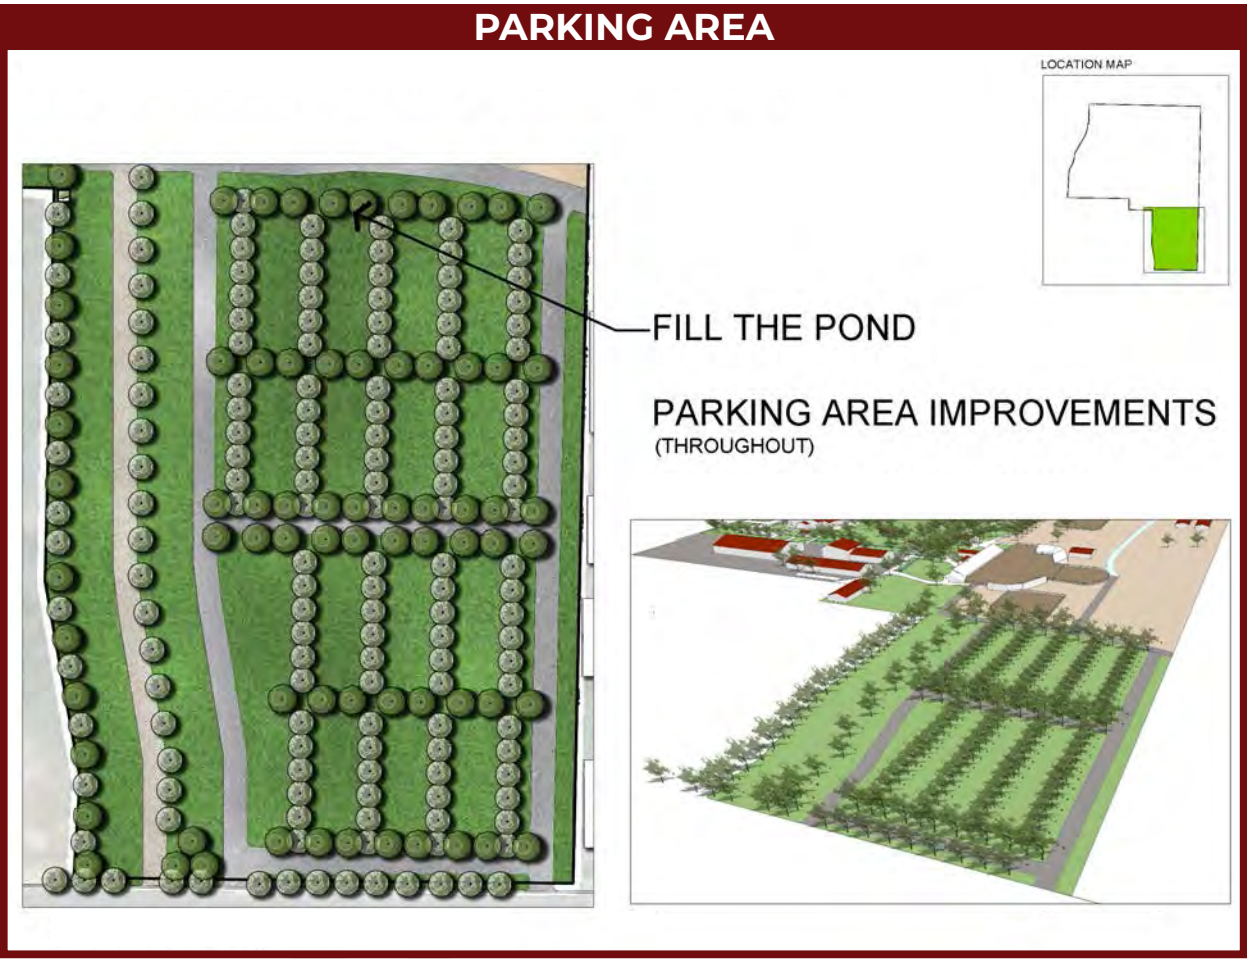 PARKING AREA
LOCATION MAP
FILL THE POND
PARKING AREA IMPROVEMENTS
(THROUGHOUT)